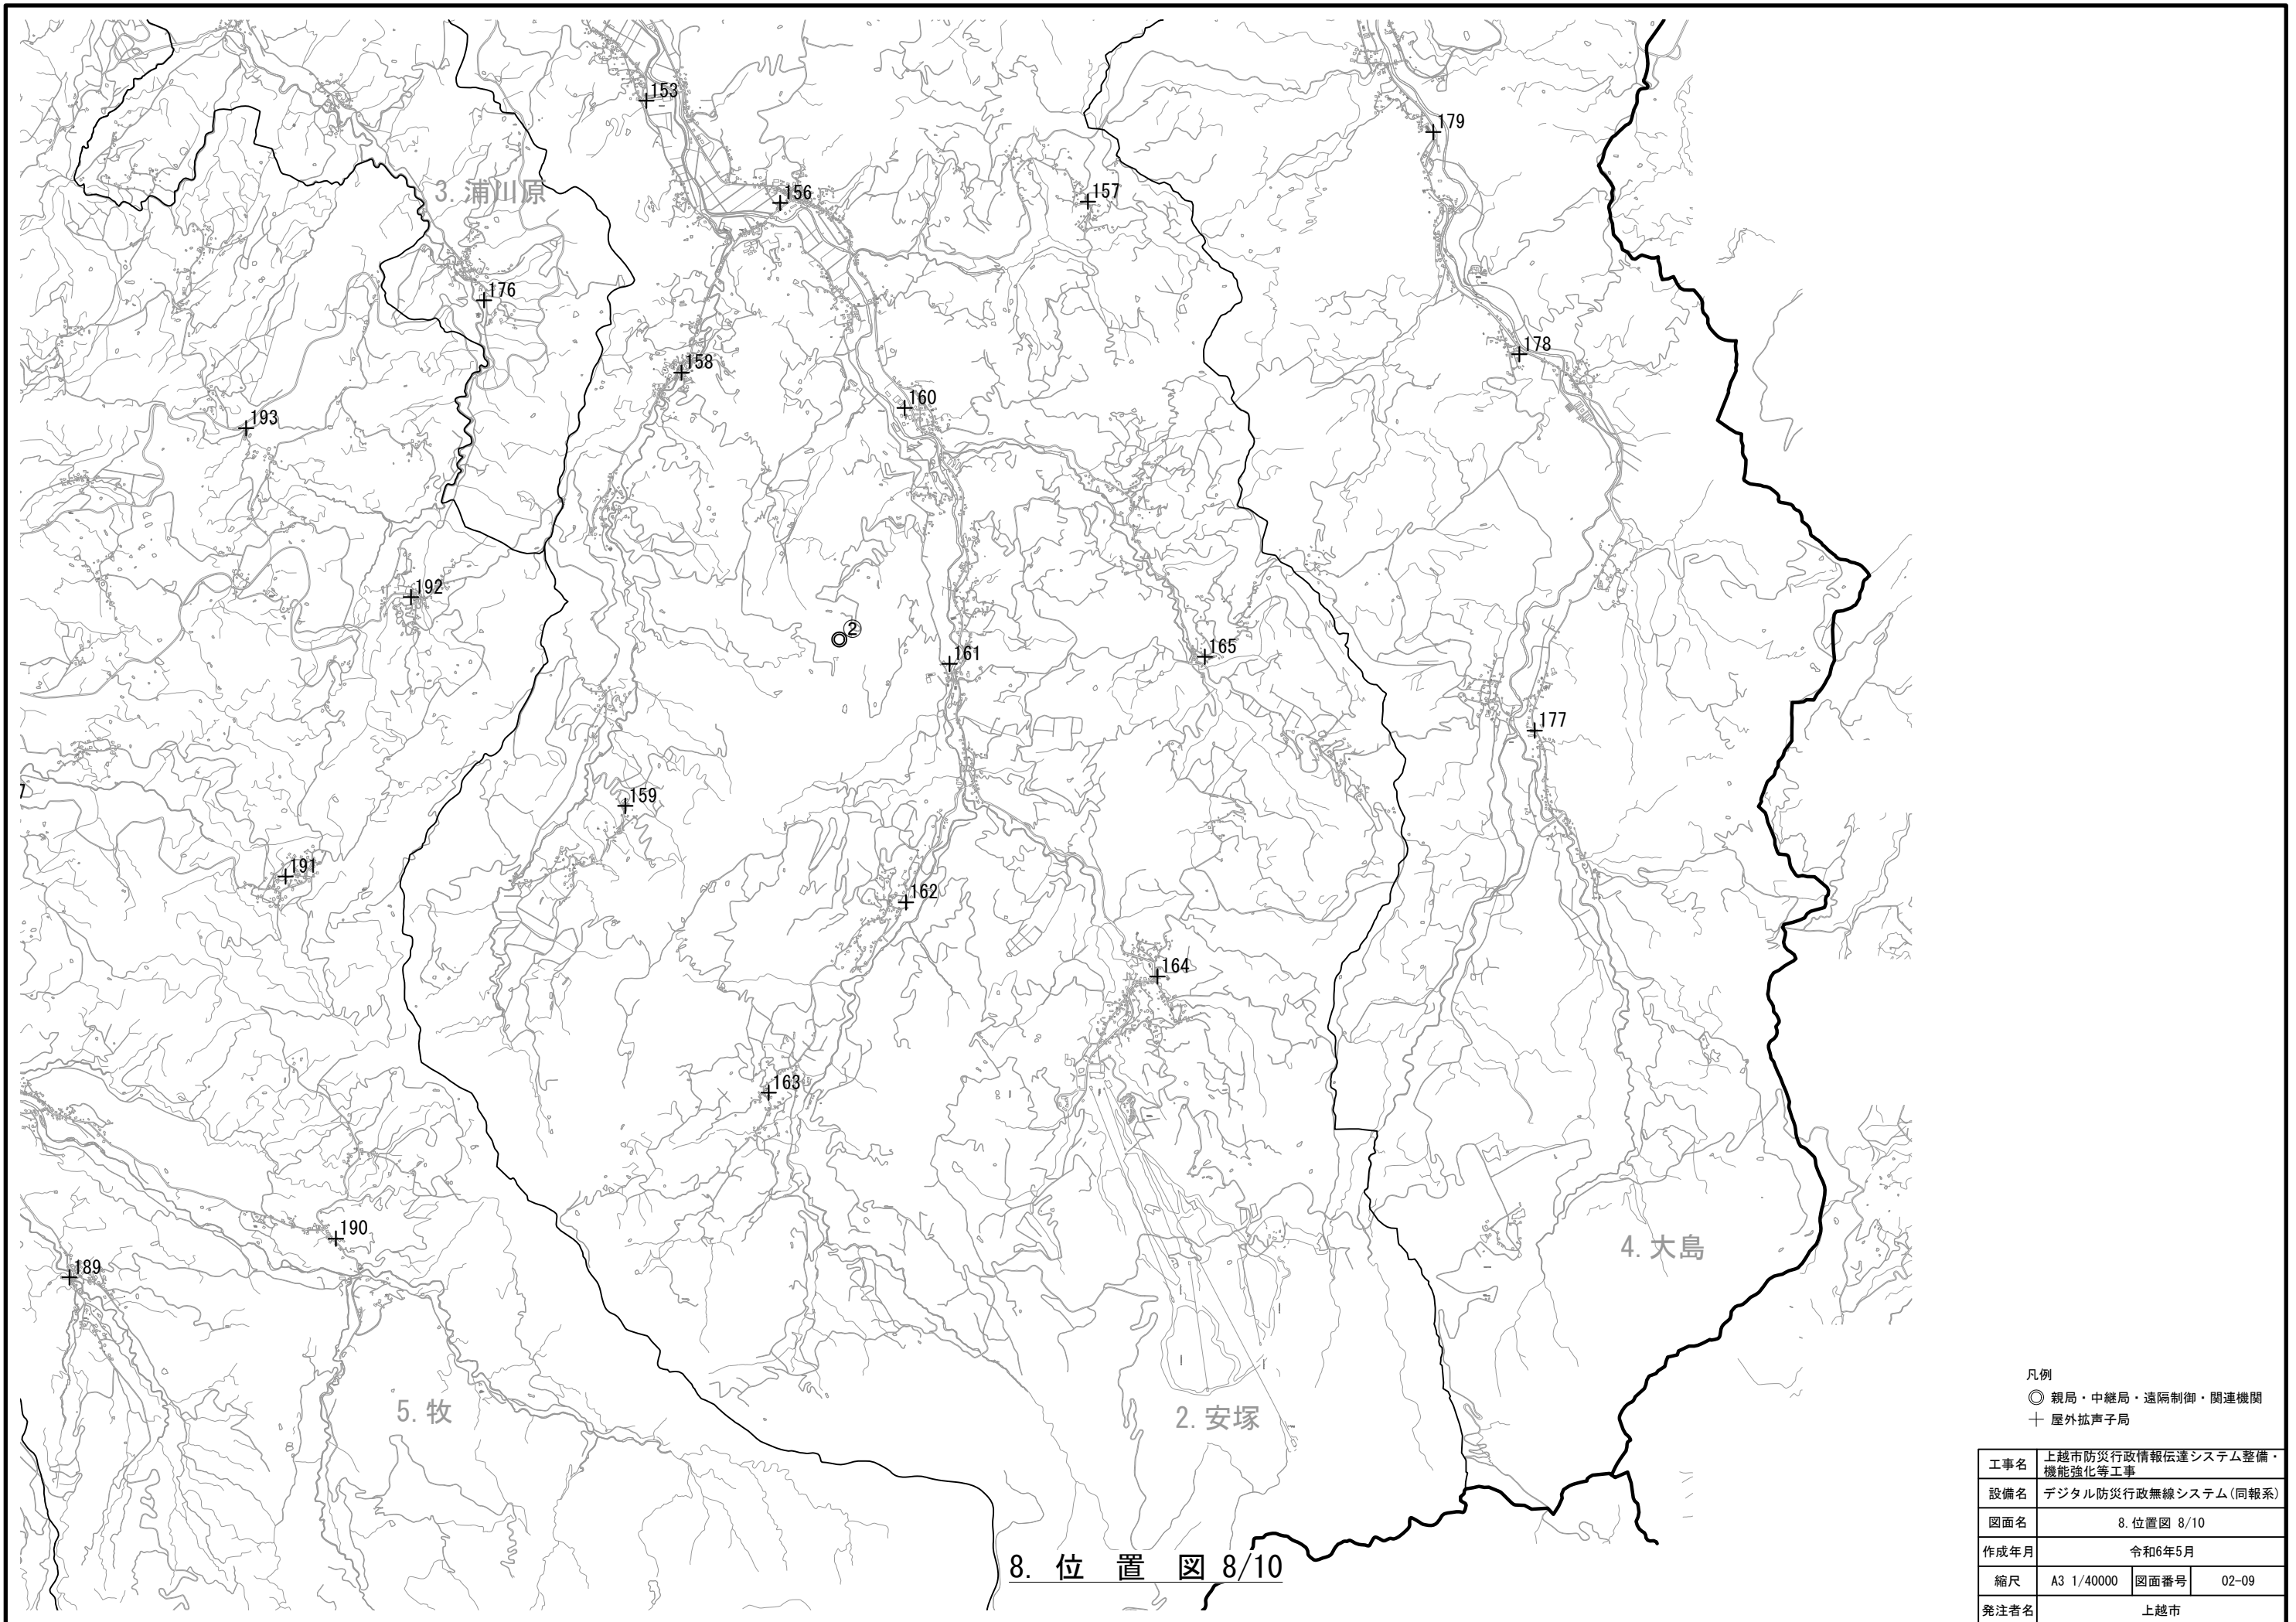 153
179
3. 浦川原
156
157
176
178
158
160
193
192
②
161
165
177
159
191
162
164
163
190
4. 大島
189
5. 牧
2. 安塚
凡例
◎ 親局・中継局・遠隔制御・関連機関
＋ 屋外拡声子局
工事名 上越市防災行政情報伝達システム整備・
機能強化等工事
設備名 デジタル防災行政無線システム(同報系)
図面名 8. 位置図 8/10
作成年月 令和6年5月
縮尺 A3 1/40000 図面番号 02-09
発注者名 上越市
8. 位 置 図 8/10